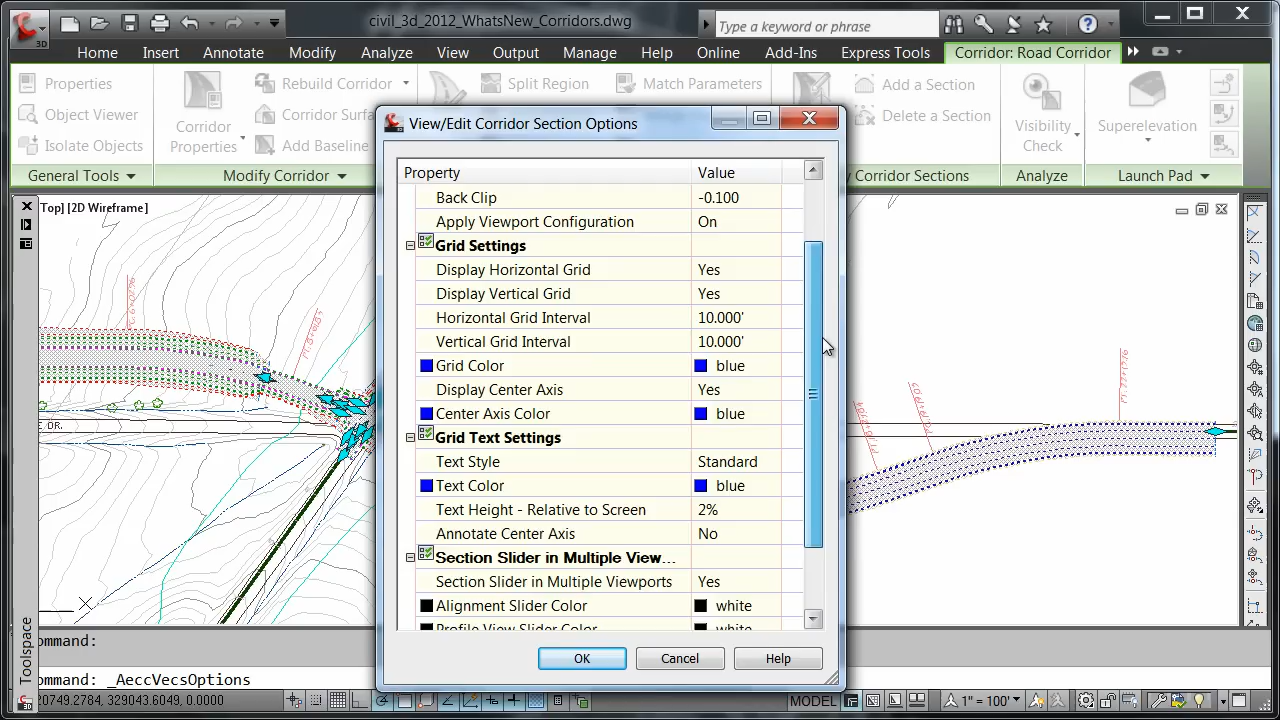 civil_3d_2012_WhatsNew_Corridors.dwg
Type a keyword or phrase
3D
Home Insert Annotate Modify Analyze View Output Manage Help Online Add-Ins Express Tools Corridor: Road Corridor
Properties
Object Viewer
Isolate Objects
General Tools
Corridor
Properties
Rebuild Corridor
Corridor Surfa
Add Baseline
Modify Corridor
Split Region
Match Parameters
Add a Section
Delete a Section
Corridor Sections
Visibility
Check
Analyze
Superelevation
Launch Pad
Top] [2D Wireframe]
View/Edit Corridor Section Options
Property Value
Back Clip -0.100
Apply Viewport Configuration On
Grid Settings
Display Horizontal Grid Yes
Display Vertical Grid Yes
Horizontal Grid Interval 10.000'
Vertical Grid Interval 10.000'
Grid Color blue
Display Center Axis Yes
Center Axis Color blue
Grid Text Settings
Text Style Standard
Text Color blue
Text Height - Relative to Screen 2%
Annotate Center Axis No
Section Slider in Multiple View...
Section Slider in Multiple Viewports Yes
Alignment Slider Color white
Profile View Slider Color white
OK Cancel Help
DR.
Toolspace
ommand:
Command: _AeccVecsOptions
20749.2784, 329043.6049, 0.0000
MODEL
1" = 100'